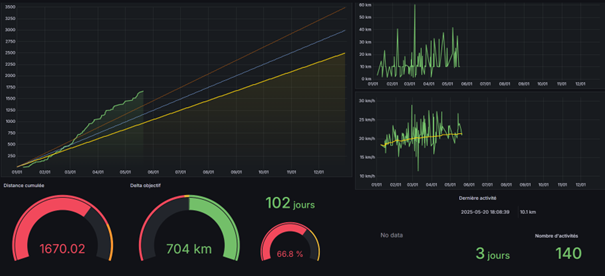 3500
3250
3000
2750
2500
2250
2000
1750
1500
1250
1000
750
500
250
01/01 02/01 03/01 04/01 05/01 06/01 07/01 08/01 09/01 10/01 11/01 12/01
60 km
50 km
40 km
30 km
20 km
10 km
0 km
01/01 02/01 03/01 04/01 05/01 06/01 07/01 08/01 09/01 10/01 11/01 12/01
30 km/h
25 km/h
20 km/h
15 km/h
10 km/h
01/01 02/01 03/01 04/01 05/01 06/01 07/01 08/01 09/01 10/01 11/01 12/01
Distance cumulée
1670.02
Delta objectif
704 km
102 jours
66.8 %
Dernière activité
2025-05-20 18:08:39 10.1 km
No data
3 jours
Nombre d'activités
140